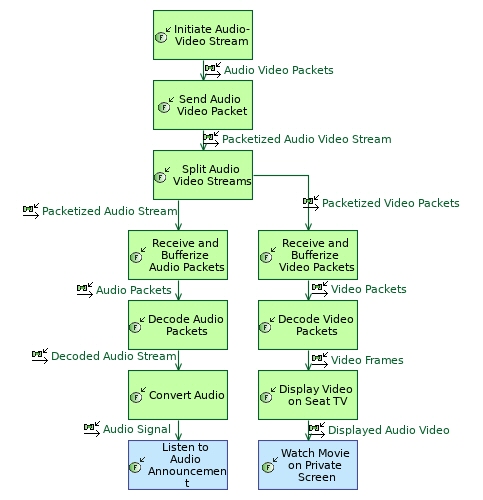 Initiate Audio-
Video Stream
Audio Video Packets
Send Audio
Video Packet
Packetized Audio Video Stream
Split Audio
Video Streams
Packetized Audio Stream
Packetized Video Packets
Receive and
Bufferize
Audio Packets
Receive and
Bufferize
Video Packets
Audio Packets
Video Packets
Decode Audio
Packets
Decode Video
Packets
Decoded Audio Stream
Video Frames
Convert Audio
Display Video
on Seat TV
Audio Signal
Displayed Audio Video
Listen to
Audio
Announcemen
t
Watch Movie
on Private
Screen